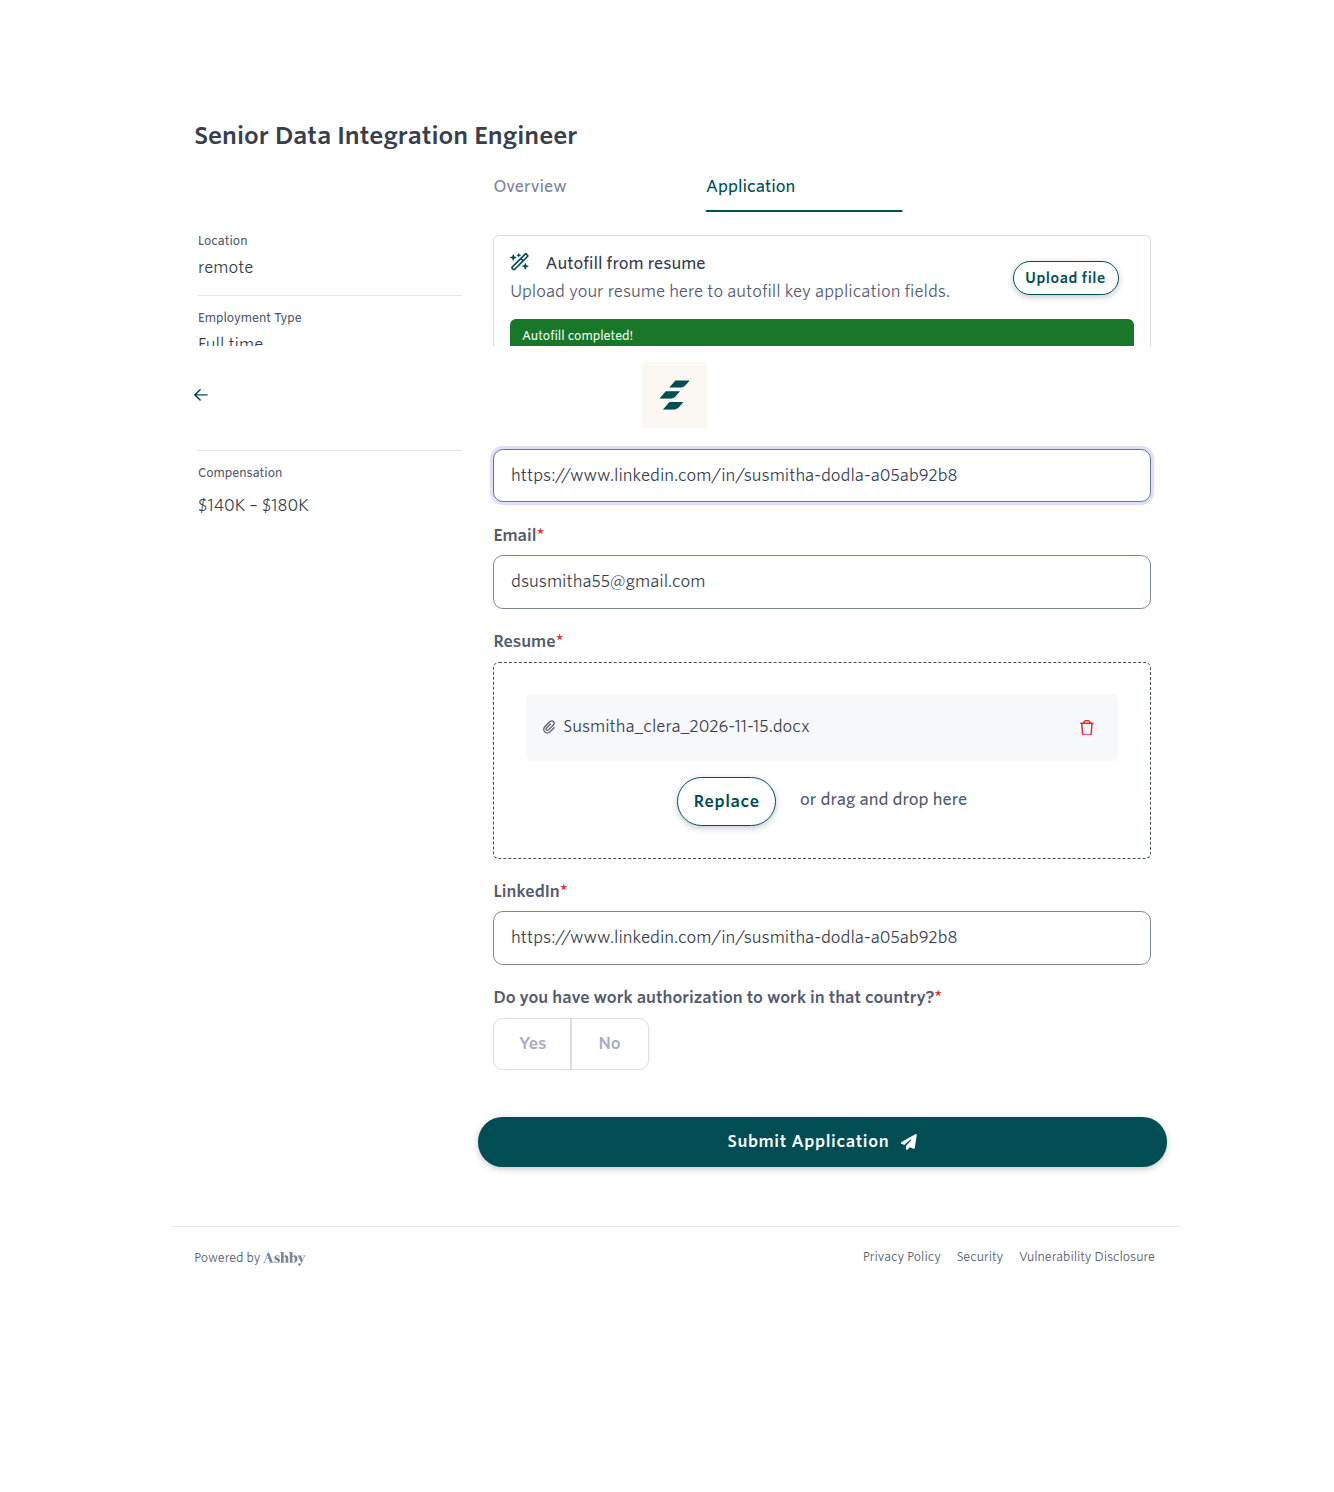 Senior Data Integration Engineer
Overview
Application
Location
remote
Employment Type
Full time
Autofill from resume
Upload your resume here to autofill key application fields.
Upload file
Autofill completed!
Compensation
$140K – $180K
https://www.linkedin.com/in/susmitha-dodla-a05ab92b8
Email*
dsusmitha55@gmail.com
Resume*
Susmitha_clera_2026-11-15.docx
Replace
or drag and drop here
LinkedIn*
https://www.linkedin.com/in/susmitha-dodla-a05ab92b8
Do you have work authorization to work in that country?*
Yes
No
Submit Application
Powered by Ashby
Privacy Policy
Security
Vulnerability Disclosure